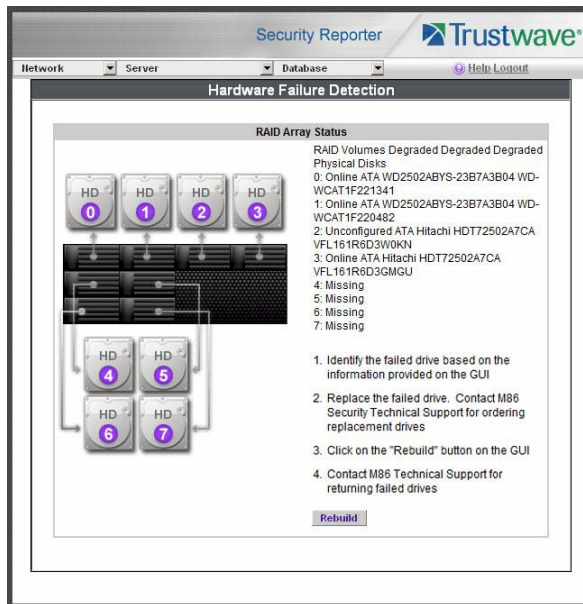 Security Reporter
Trustwave®
Network
Server
Database
Help Logout
Hardware Failure Detection
RAID Array Status
HD 0
HD 1
HD 2
HD 3
HD 4
HD 5
HD 6
HD 7
RAID Volumes Degraded Degraded Degraded
Physical Disks
0: Online ATA WD2502ABYS-23B7A3B04 WD-
WCAT1F221341
1: Online ATA WD2502ABYS-23B7A3B04 WD-
WCAT1F220482
2: Unconfigured ATA Hitachi HDT72502A7CA
VFL161R6D3W0KN
3: Online ATA Hitachi HDT72502A7CA
VFL161R6D3GMGU
4: Missing
5: Missing
6: Missing
7: Missing
1. Identify the failed drive based on the
information provided on the GUI
2. Replace the failed drive. Contact M86
Security Technical Support for ordering
replacement drives
3. Click on the "Rebuild" button on the GUI
4. Contact M86 Technical Support for
returning failed drives
Rebuild